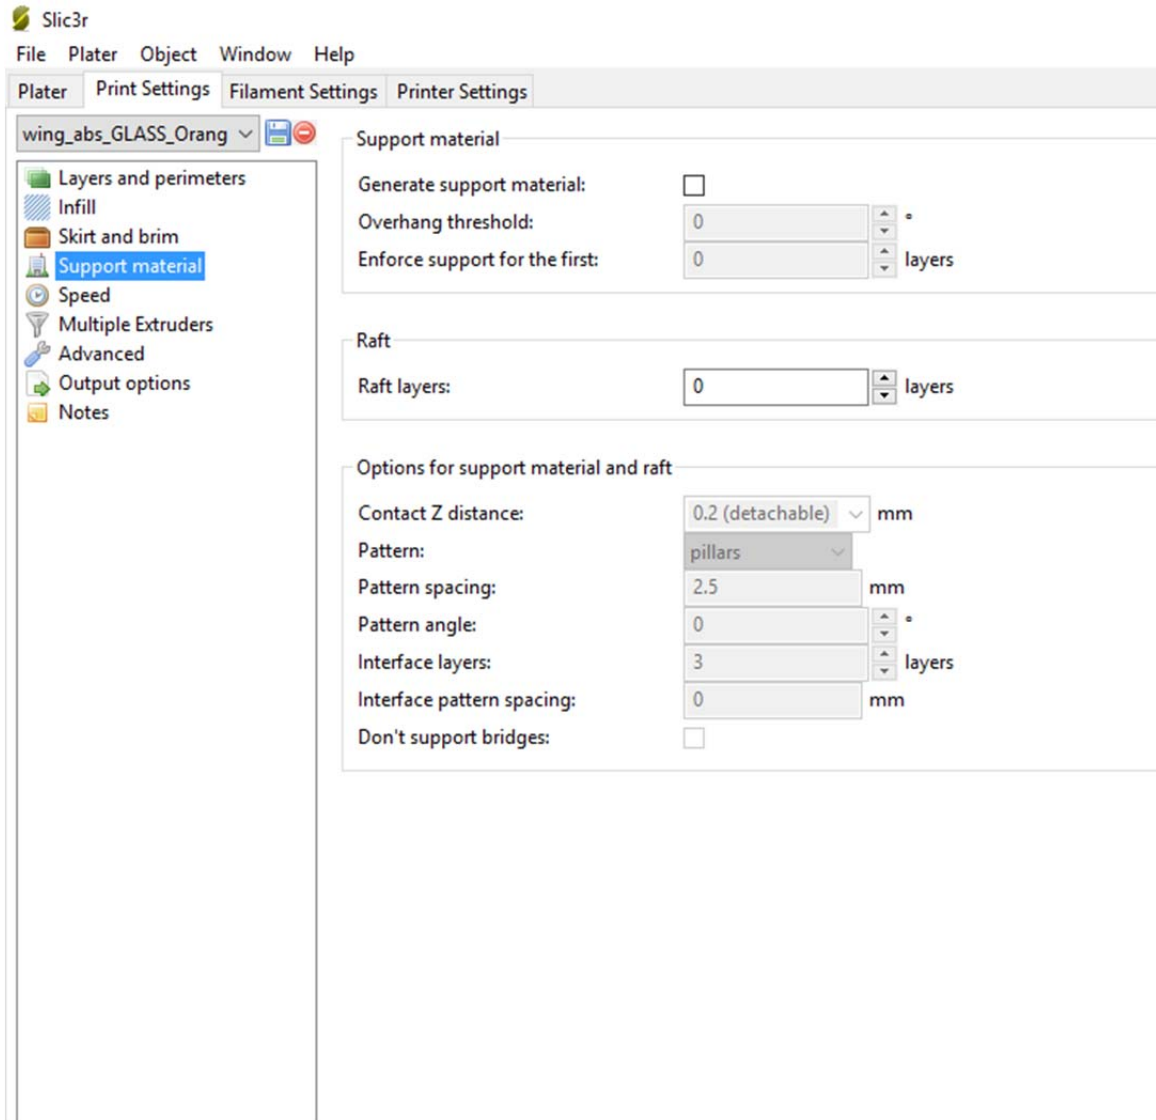 Slic3r
File Plater Object Window Help
Plater Print Settings Filament Settings Printer Settings
wing_abs_GLASS_Orang
Layers and perimeters
Infill
Skirt and brim
Support material
Speed
Multiple Extruders
Advanced
Output options
Notes
Support material
Generate support material:
Overhang threshold: 0 °
Enforce support for the first: 0 layers
Raft
Raft layers: 0 layers
Options for support material and raft
Contact Z distance: 0.2 (detachable) mm
Pattern: pillars
Pattern spacing: 2.5 mm
Pattern angle: 0 °
Interface layers: 3 layers
Interface pattern spacing: 0 mm
Don't support bridges: